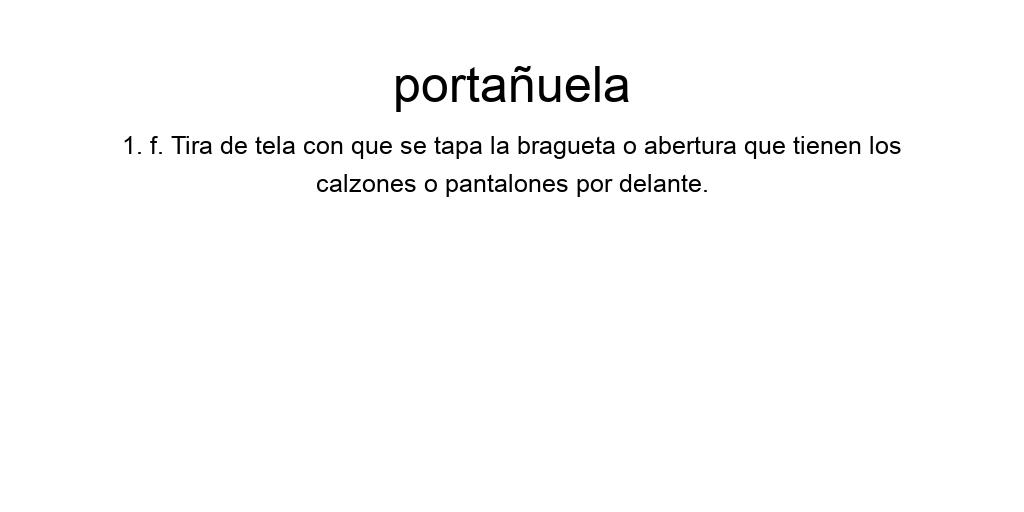 portañuela
1. f. Tira de tela con que se tapa la bragueta o abertura que tienen los
calzones o pantalones por delante.